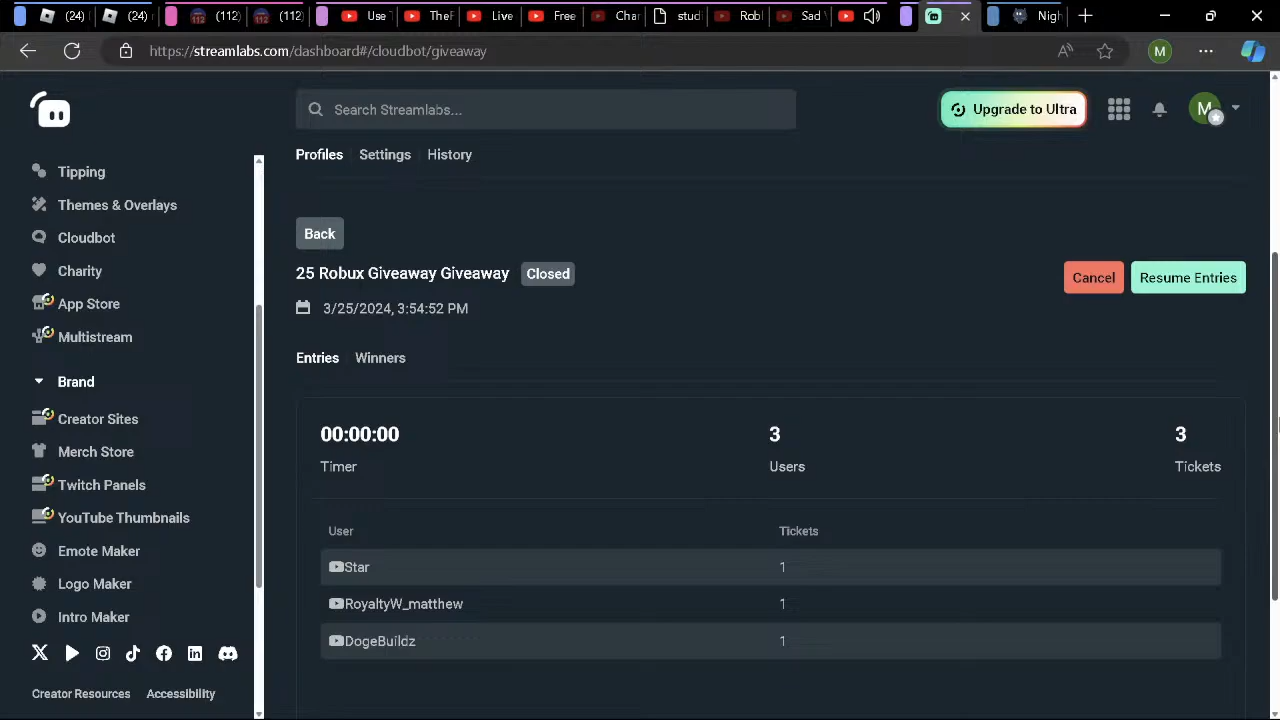 (24)
(24)
(112)
(112)
Use
Thef
Live
Free
Char
stud
Robl
Sad
Nigh
https://streamlabs.com/dashboard#/cloudbot/giveaway
M
Search Streamlabs...
Upgrade to Ultra
M
Tipping
Themes & Overlays
Cloudbot
Charity
App Store
Multistream
Brand
Creator Sites
Merch Store
Twitch Panels
YouTube Thumbnails
Emote Maker
Logo Maker
Intro Maker
Creator Resources Accessibility
Profiles Settings History
Back
25 Robux Giveaway Giveaway Closed
Cancel Resume Entries
3/25/2024, 3:54:52 PM
Entries Winners
00:00:00 3 3
Timer Users Tickets
User Tickets
Star 1
RoyaltyW_matthew 1
DogeBuildz 1